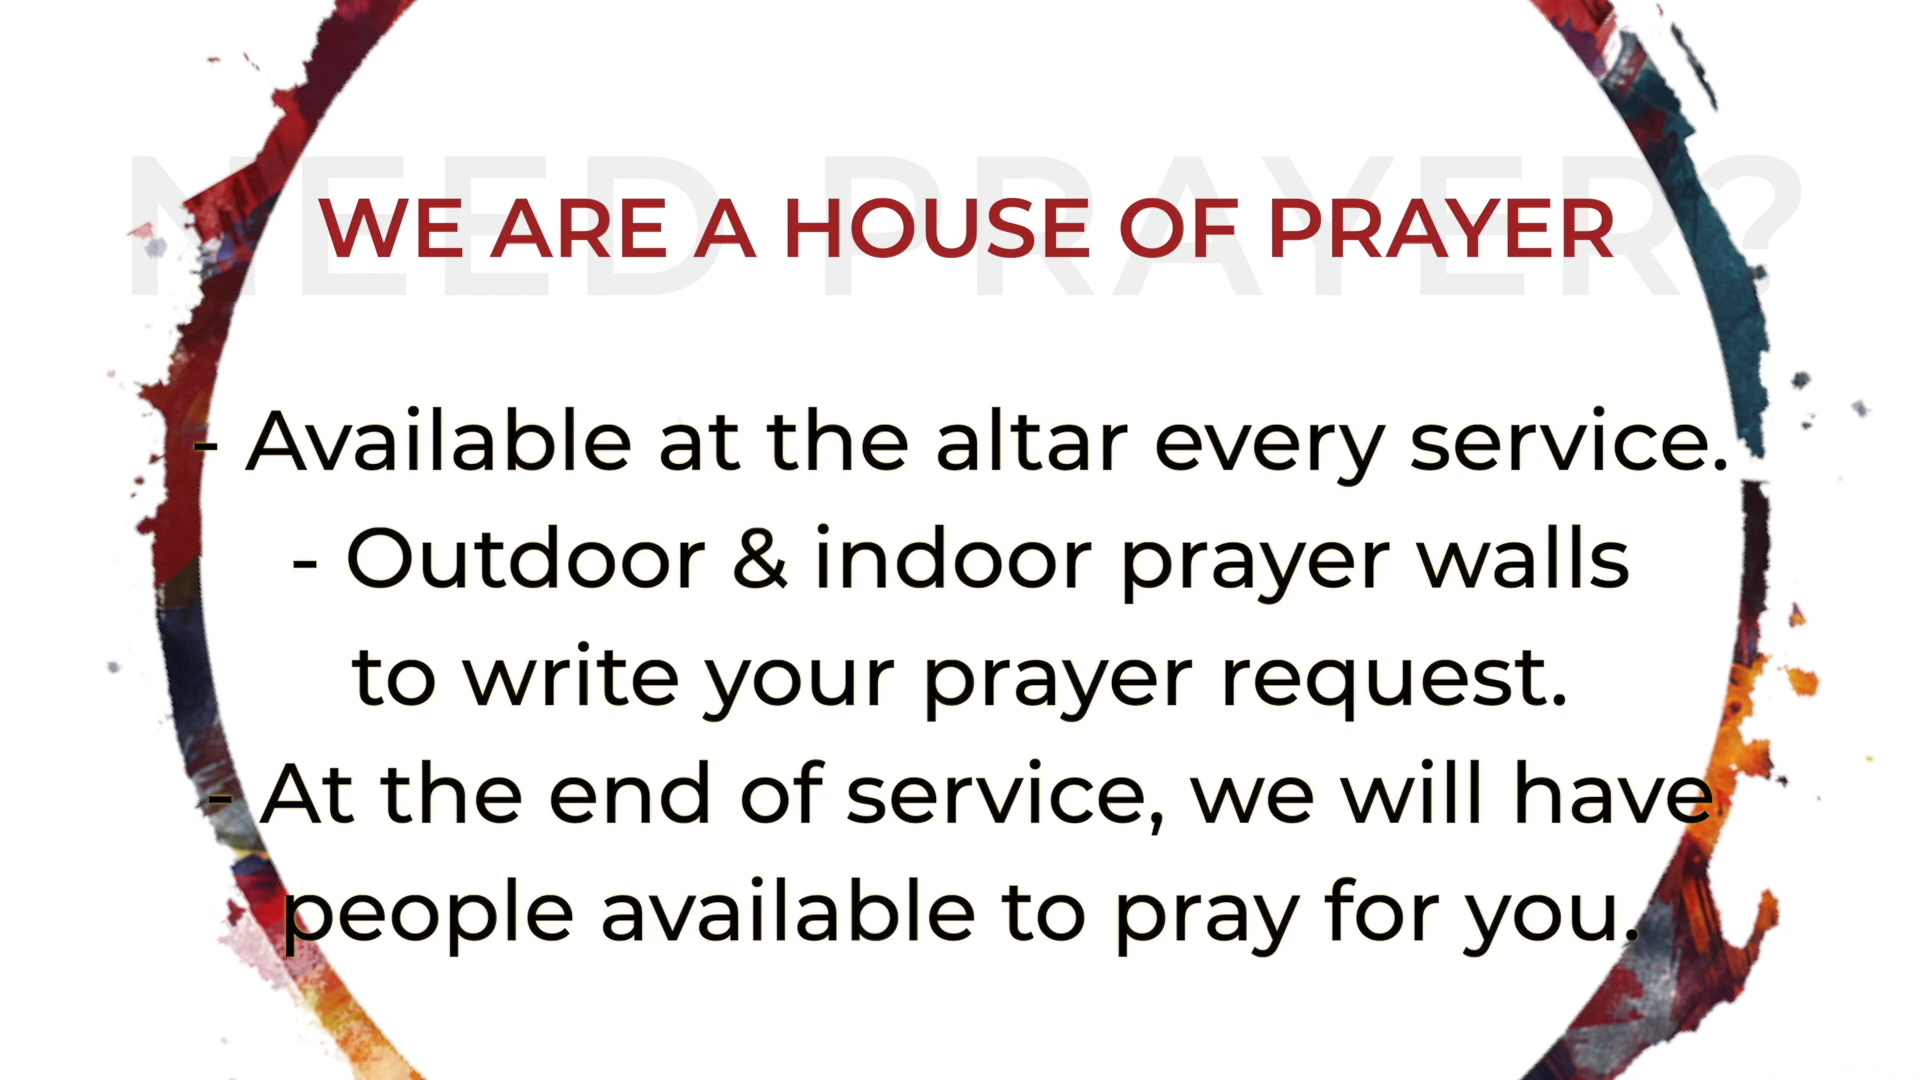 NEED PRAYER?
WE ARE A HOUSE OF PRAYER
- Available at the altar every service.
- Outdoor & indoor prayer walls
to write your prayer request.
- At the end of service, we will have
people available to pray for you.